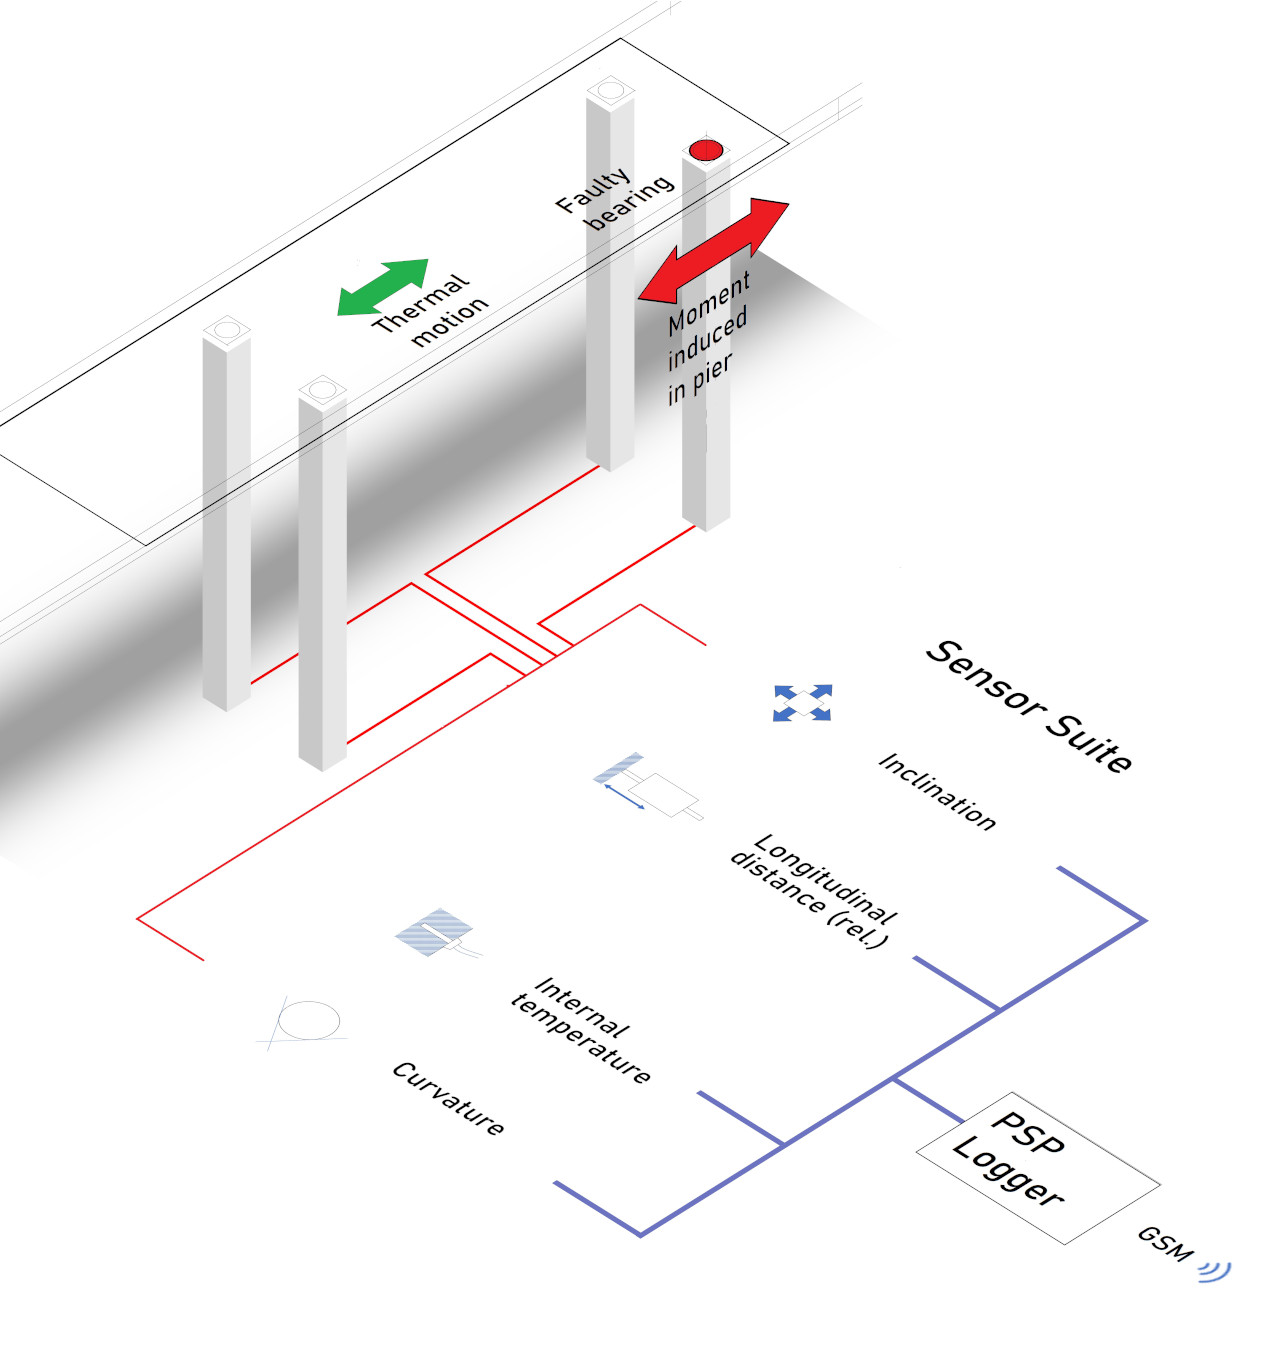 Faulty
bearing
Thermal
motion
Moment
induced
in pier
Sensor Suite
Inclination
Longitudinal
distance (rel.)
Internal
temperature
Curvature
PSP
Logger
GSM